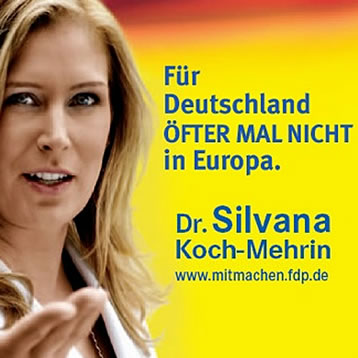 Für
Deutschland
ÖFTER MAL NICHT
in Europa.
Dr. Silvana
Koch-Mehrin
www.mitmachen.fdp.de